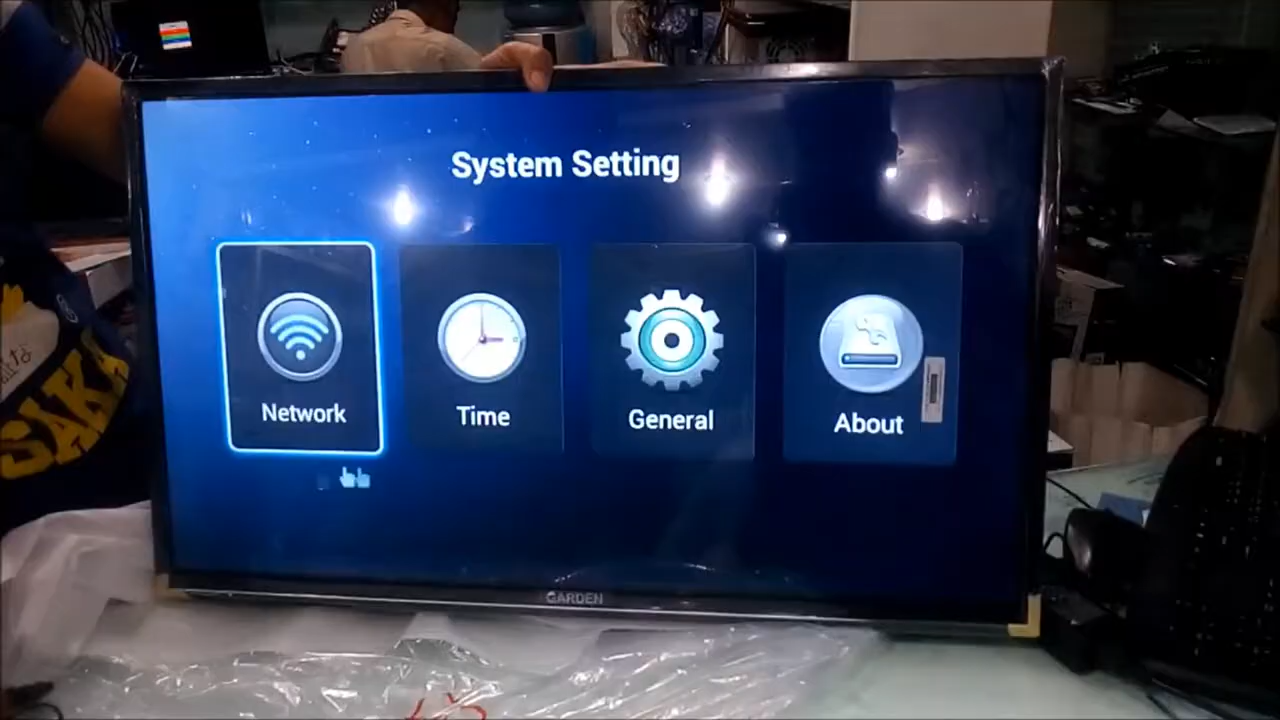 System Setting
Network
Time
General
About
GARDEN